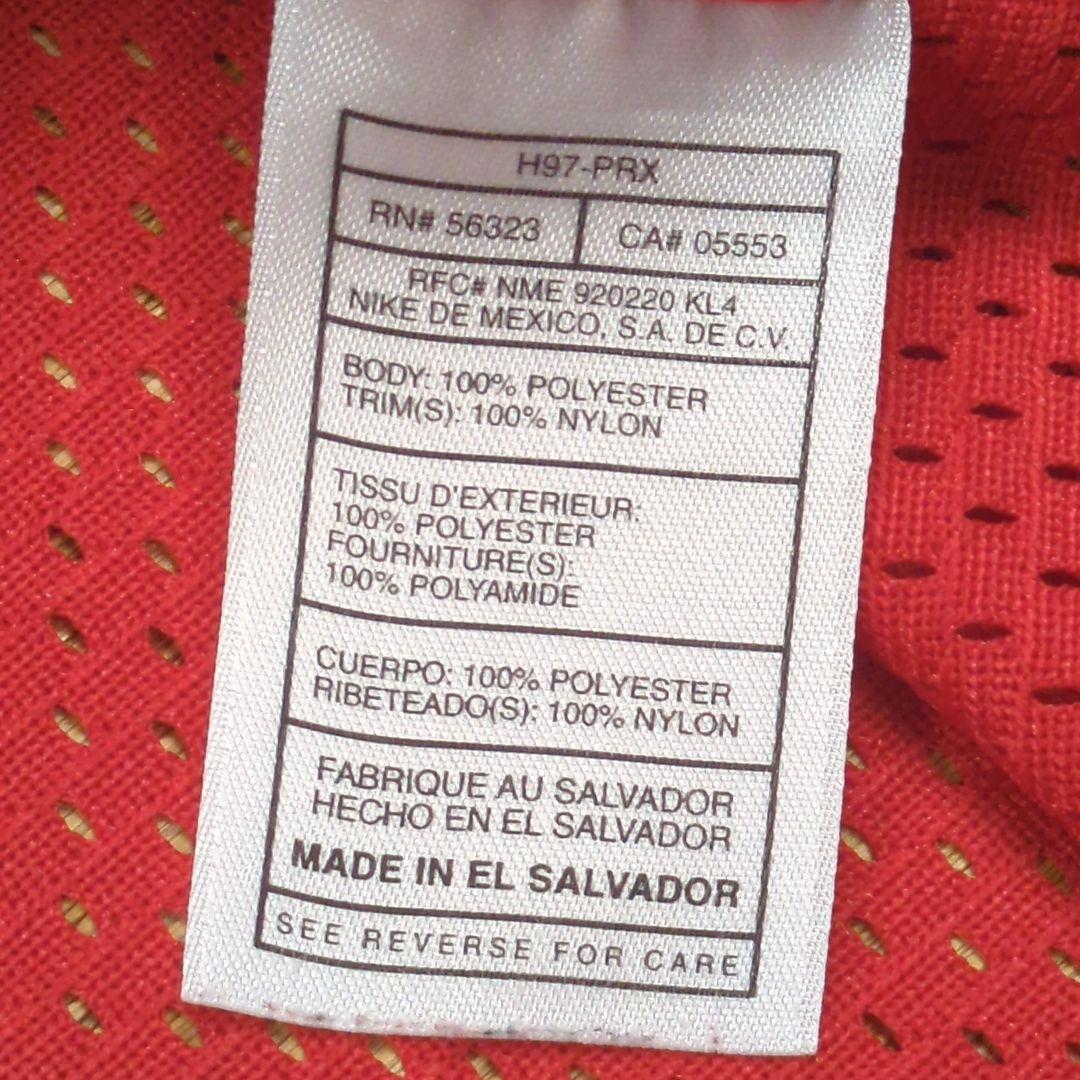 H97-PRX
RN# 56323 CA# 05553
RFC# NME 920220 KL4
NIKE DE MEXICO, S.A. DE C.V.
BODY: 100% POLYESTER
TRIM(S): 100% NYLON
TISSU D'EXTERIEUR:
100% POLYESTER
FOURNITURE(S):
100% POLYAMIDE
CUERPO: 100% POLYESTER
RIBETEADO(S): 100% NYLON
FABRIQUE AU SALVADOR
HECHO EN EL SALVADOR
MADE IN EL SALVADOR
SEE REVERSE FOR CARE